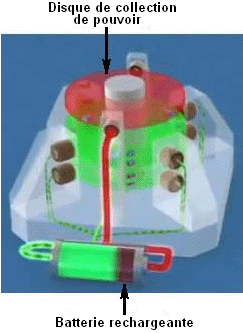 Disque de collection
de pouvoir
Batterie rechargeante